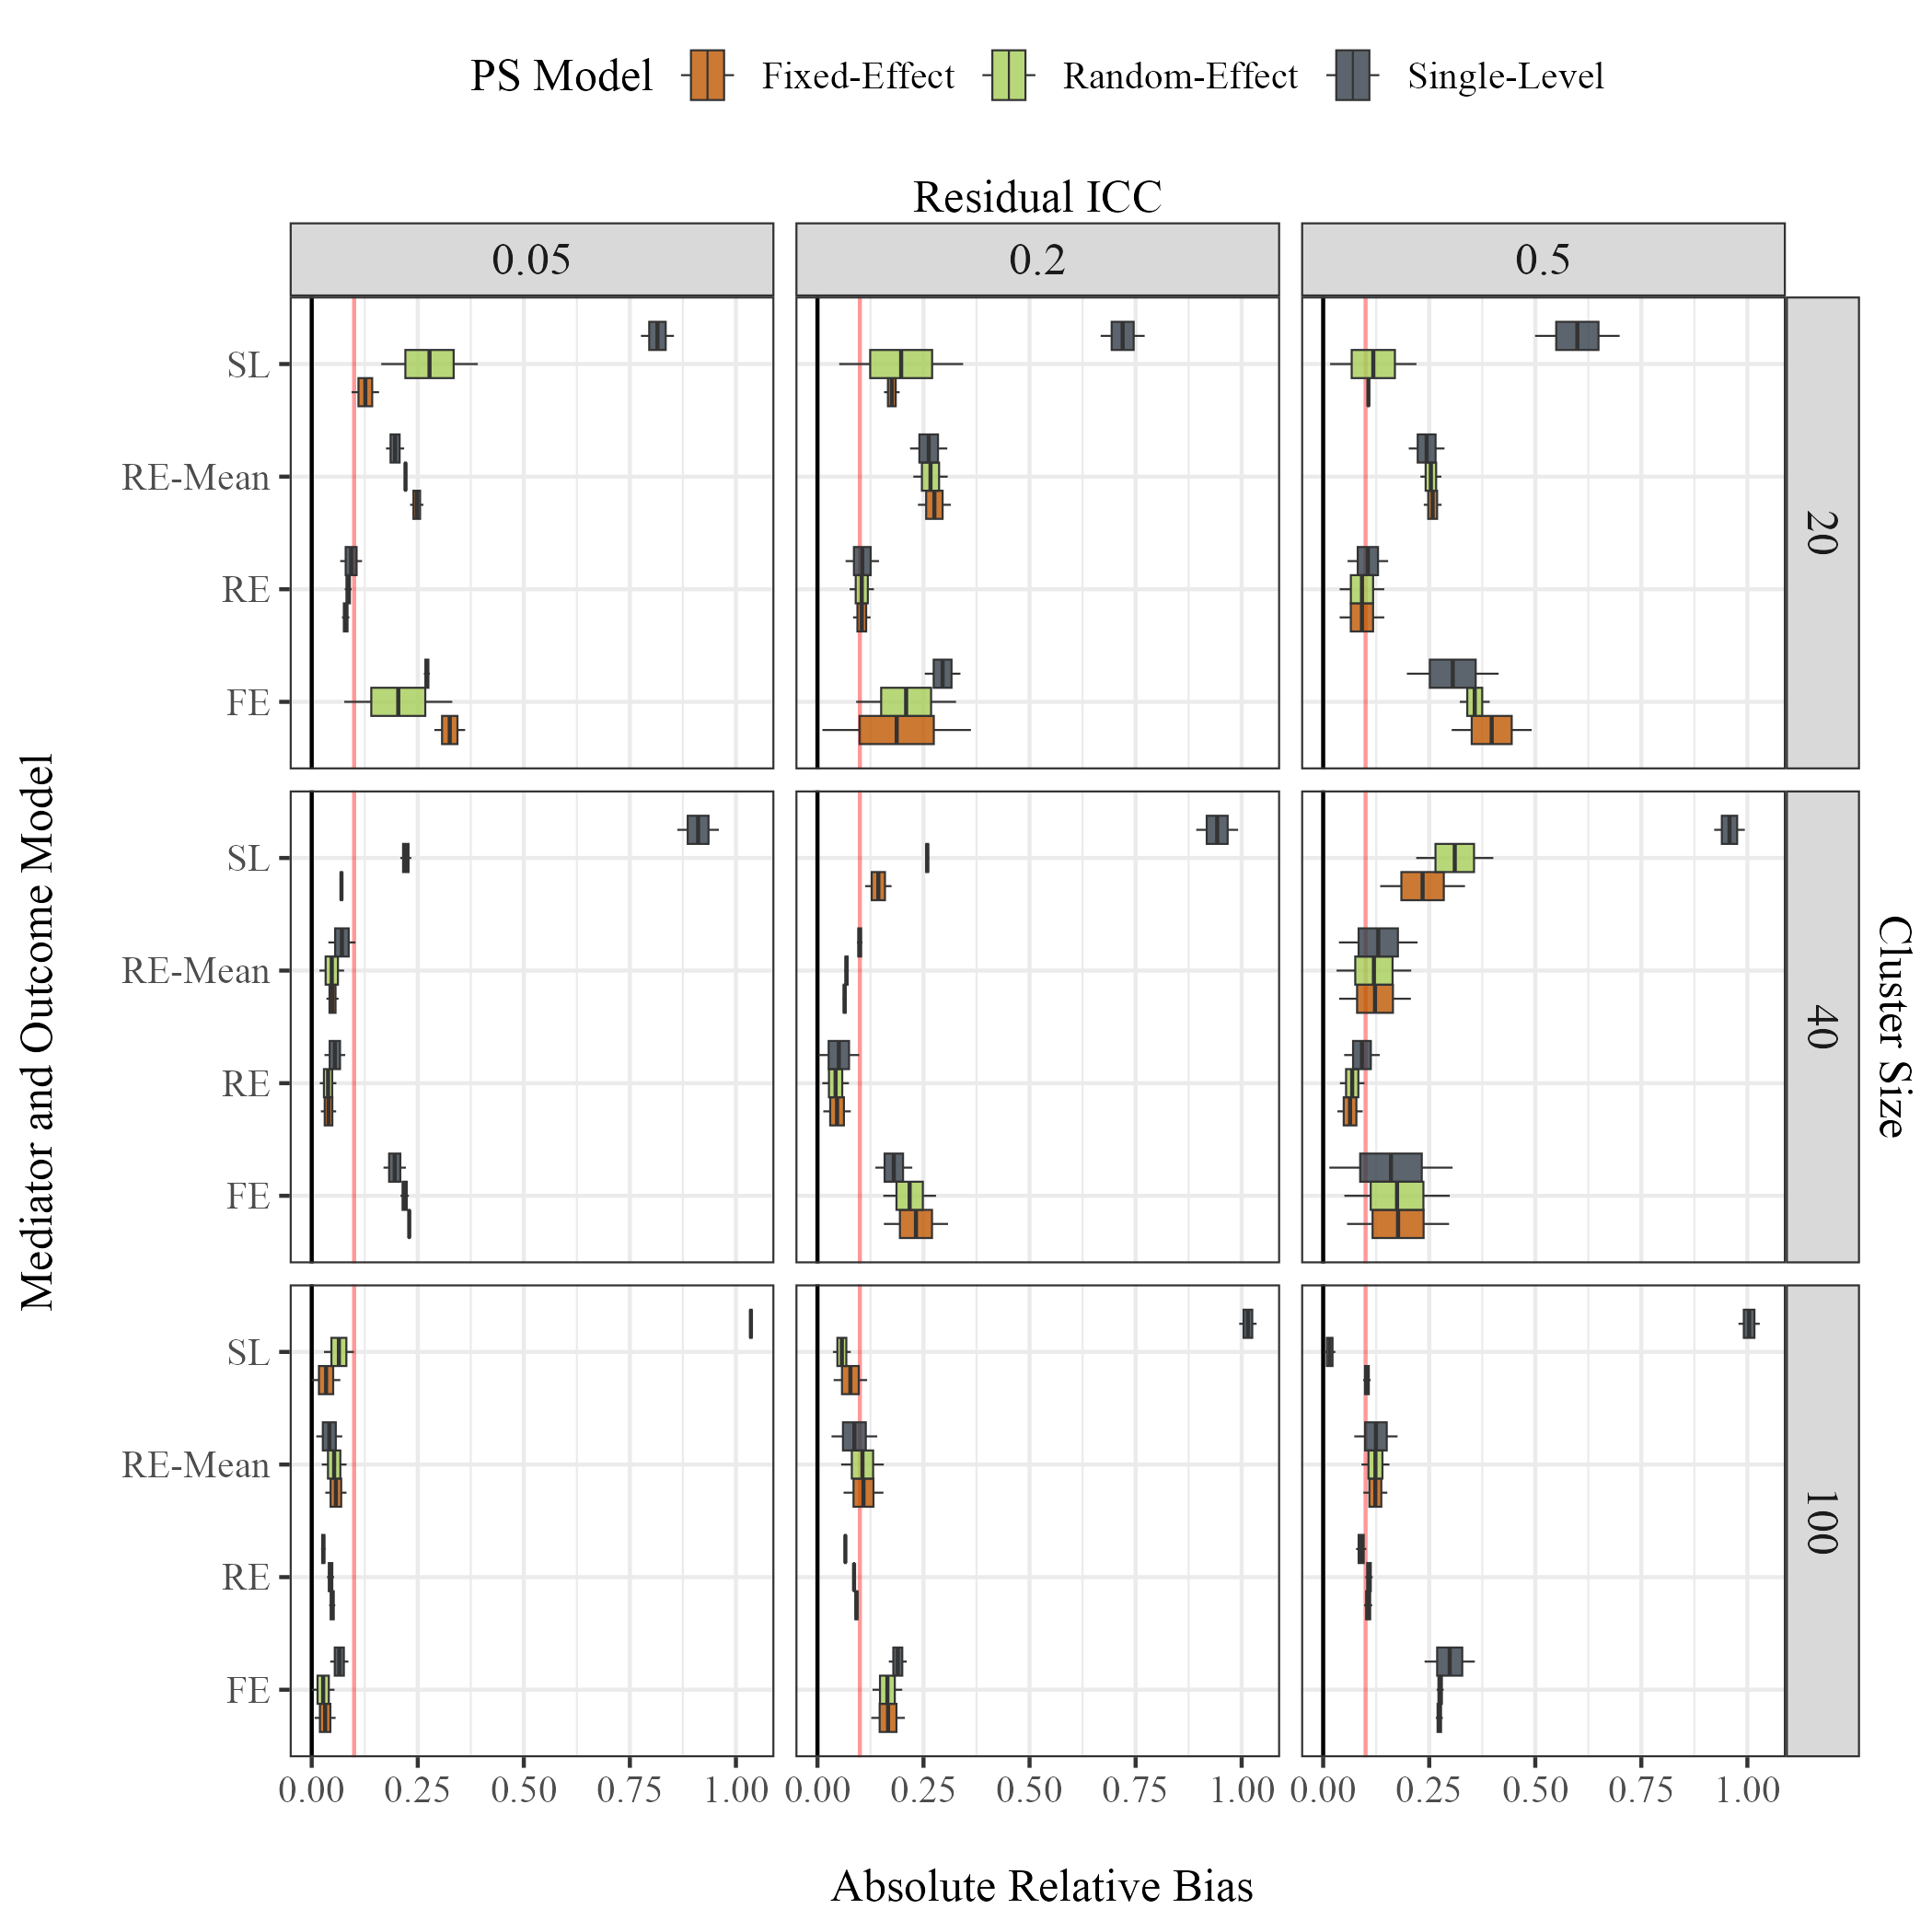 PS Model Fixed-Effect Random-Effect Single-Level
Residual ICC
0.05 0.2 0.5
Mediator and Outcome Model
SL
RE-Mean
RE
FE
20
SL
RE-Mean
RE
FE
40
SL
RE-Mean
RE
FE
100
Cluster Size
0.00 0.25 0.50 0.75 1.00 0.00 0.25 0.50 0.75 1.00 0.00 0.25 0.50 0.75 1.00
Absolute Relative Bias